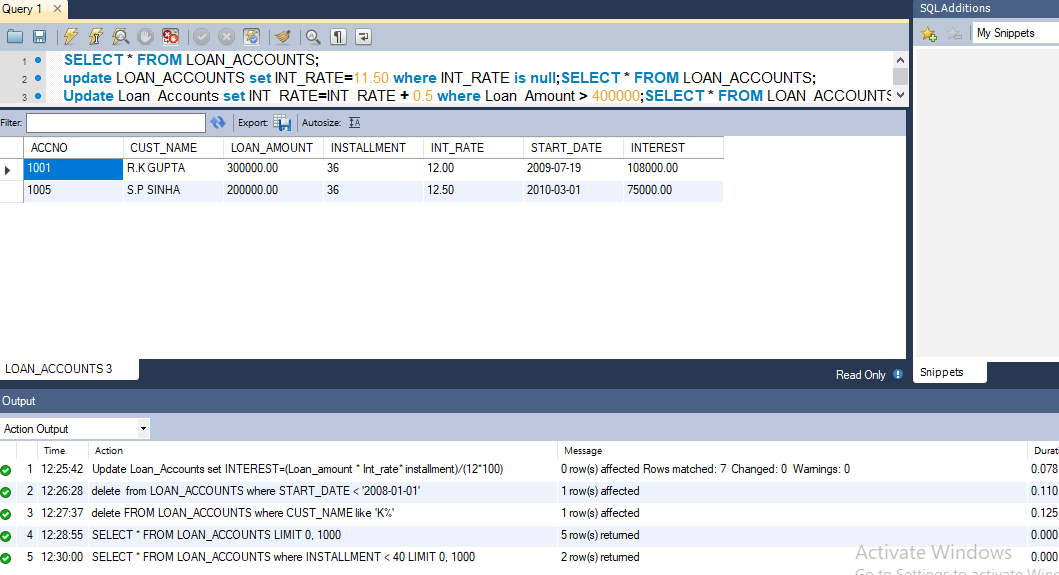 Query 1 ×
SQLAdditions
My Snippets
1 SELECT * FROM LOAN_ACCOUNTS;
2 update LOAN_ACCOUNTS set INT_RATE=11.50 where INT_RATE is null;SELECT * FROM LOAN_ACCOUNTS;
3 Update Loan_Accounts set INT_RATE=INT_RATE + 0.5 where Loan_Amount > 400000;SELECT * FROM LOAN_ACCOUNTS
Filter: Export: Autosize:
ACCNO CUST_NAME LOAN_AMOUNT INSTALLMENT INT_RATE START_DATE INTEREST
1001 R.K GUPTA 300000.00 36 12.00 2009-07-19 108000.00
1005 S.P SINHA 200000.00 36 12.50 2010-03-01 75000.00
LOAN_ACCOUNTS 3
Read Only
Snippets
Output
Action Output
Time Action Message Durati
1 12:25:42 Update Loan_Accounts set INTEREST=(Loan_amount * Int_rate* installment)/(12*100) 0 row(s) affected Rows matched: 7 Changed: 0 Warnings: 0 0.078
2 12:26:28 delete from LOAN_ACCOUNTS where START_DATE < '2008-01-01' 1 row(s) affected 0.110
3 12:27:37 delete FROM LOAN_ACCOUNTS where CUST_NAME like 'K%' 1 row(s) affected 0.125
4 12:28:55 SELECT * FROM LOAN_ACCOUNTS LIMIT 0, 1000 5 row(s) returned 0.000
5 12:30:00 SELECT * FROM LOAN_ACCOUNTS where INSTALLMENT < 40 LIMIT 0, 1000 2 row(s) returned 0.000
Activate Windows
Go to Settings to activate Wind